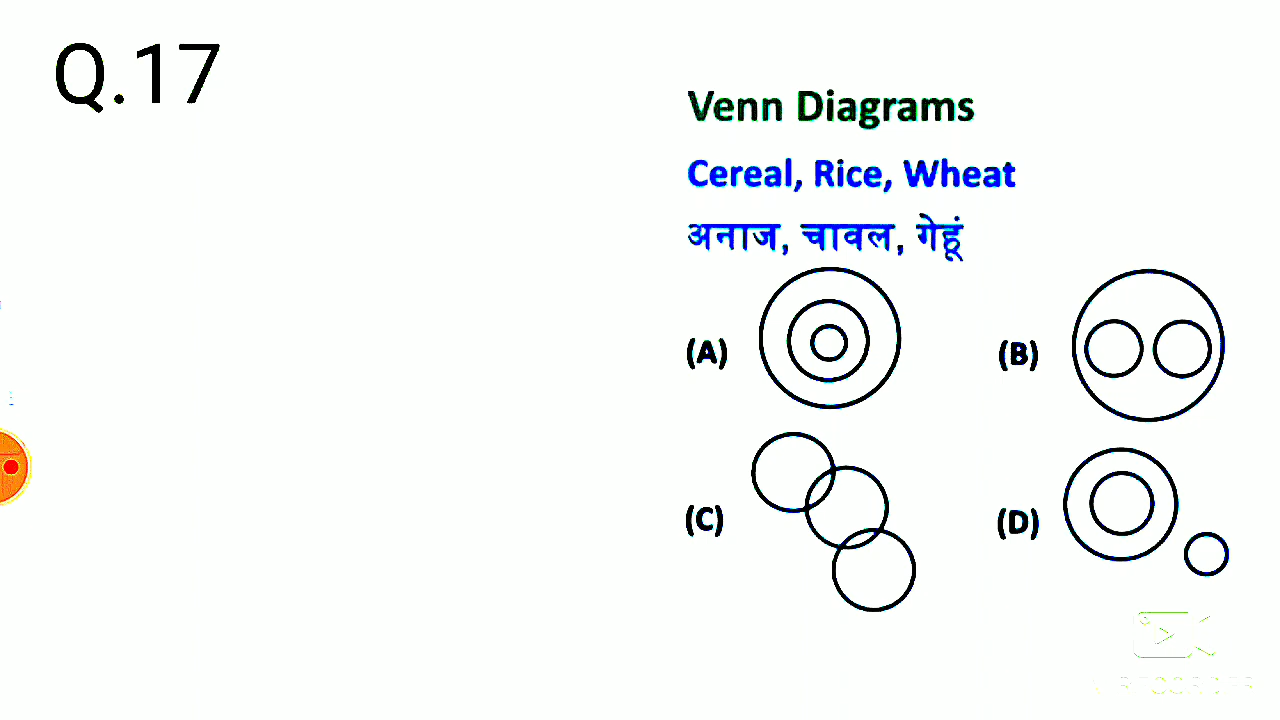 Q.17
Venn Diagrams
Cereal, Rice, Wheat
अनाज, चावल, गेहूं
(A)
(B)
(C)
(D)